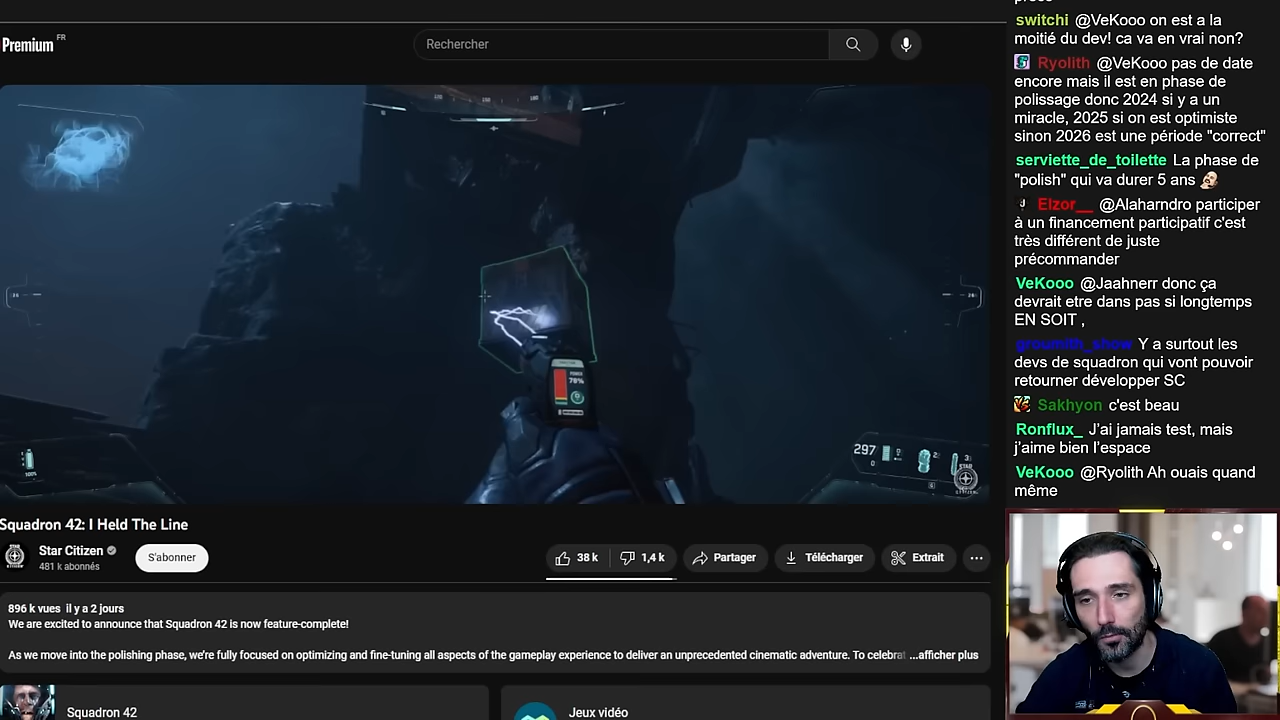 Premium FR
Rechercher
297
Squadron 42: I Held The Line
Star Citizen
481 k abonnés
S'abonner
38 k
1,4 k
Partager
Télécharger
Extrait
896 k vues il y a 2 jours
We are excited to announce that Squadron 42 is now feature-complete!
As we move into the polishing phase, we're fully focused on optimizing and fine-tuning all aspects of the gameplay experience to deliver an unprecedented cinematic adventure. To celebrat ...afficher plus
Squadron 42
Jeux vidéo
switchi @VeKooo on est a la
moitié du dev! ca va en vrai non?
Ryolith @VeKooo pas de date
encore mais il est en phase de
polissage donc 2024 si y a un
miracle, 2025 si on est optimiste
sinon 2026 est une période "correct"
serviette_de_toilette La phase de
"polish" qui va durer 5 ans
Elzor__ @Alaharndro participer
à un financement participatif c'est
très différent de juste
précommander
VeKooo @Jaahnerr donc ça
devrait etre dans pas si longtemps
EN SOIT ,
groumith_show Y a surtout les
devs de squadron qui vont pouvoir
retourner développer SC
Sakhyon c'est beau
Ronflux_ J'ai jamais test, mais
j'aime bien l'espace
VeKooo @Ryolith Ah ouais quand
même